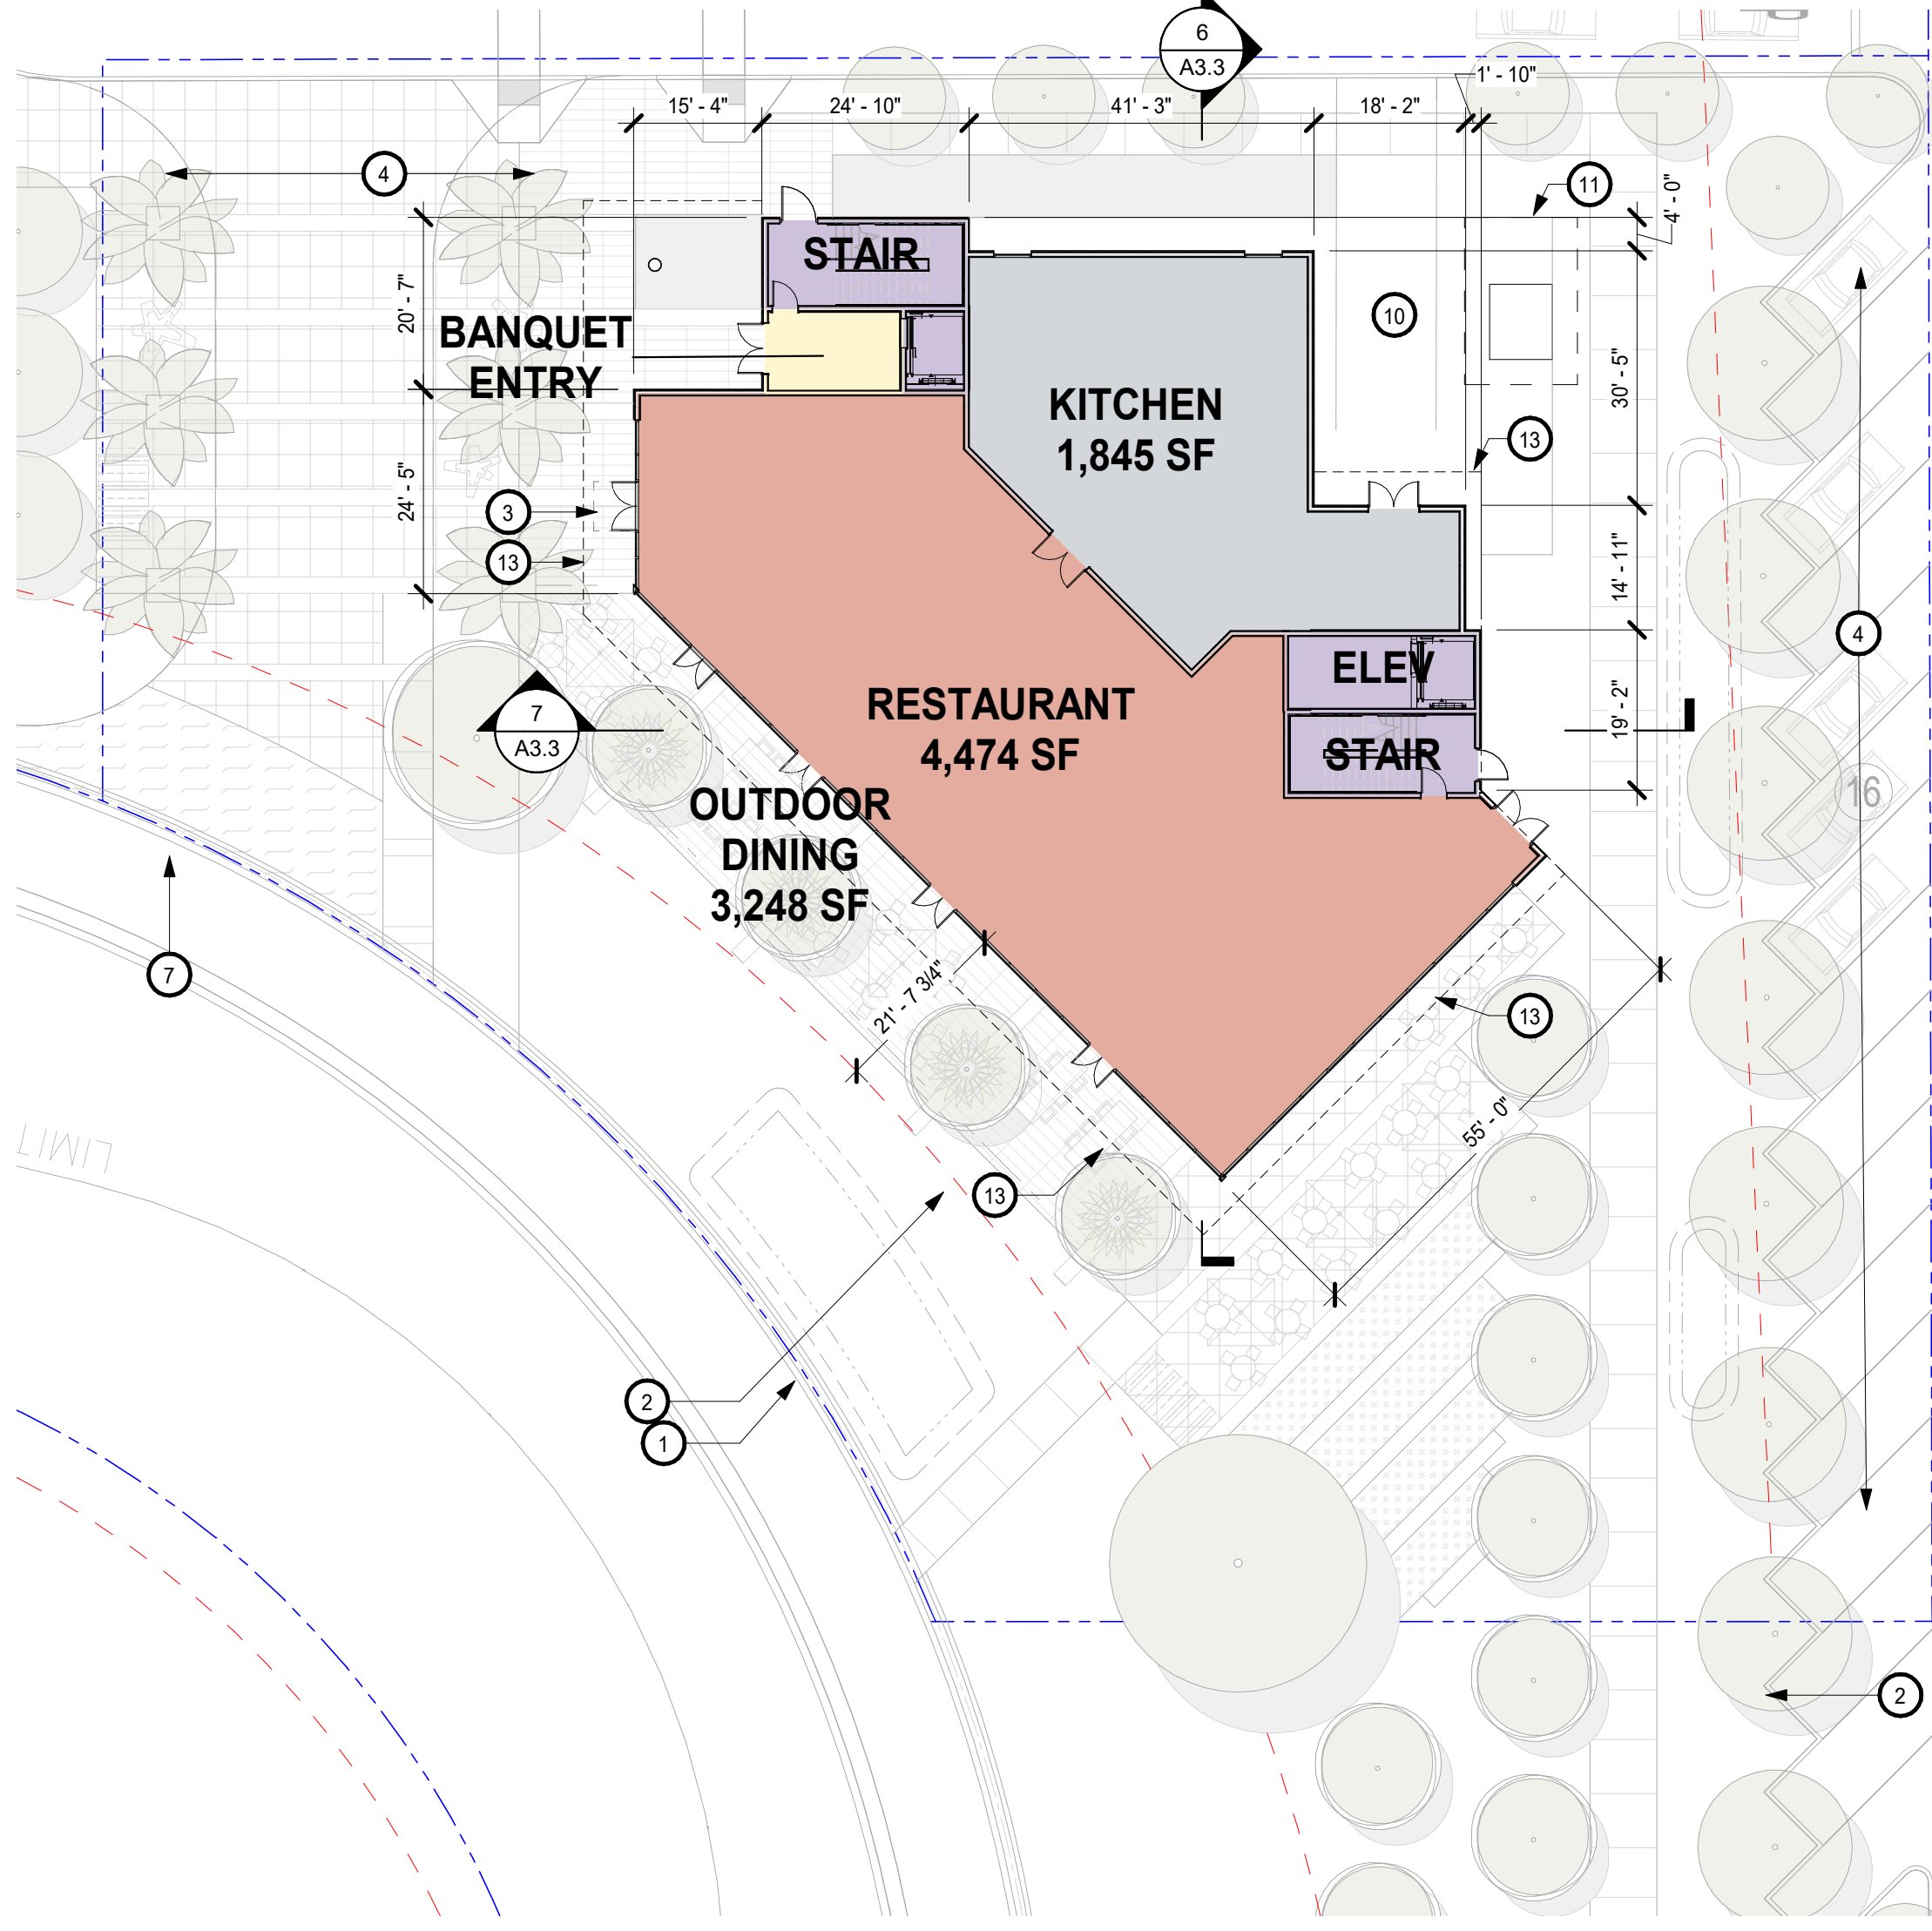 6
A3.3
1' - 10"
15' - 4"
24' - 10"
41' - 3"
18' - 2"
4
11
4' - 0"
STAIR
20' - 7"
10
BANQUET
ENTRY
30' - 5"
KITCHEN
1,845 SF
13
24' - 5"
3
13
14' - 11"
4
ELEV
RESTAURANT
4,474 SF
19' - 2"
7
A3.3
STAIR
16
OUTDOOR
DINING
3,248 SF
7
21' - 7 3/4"
13
55' - 0"
LIMIT
13
2
1
2